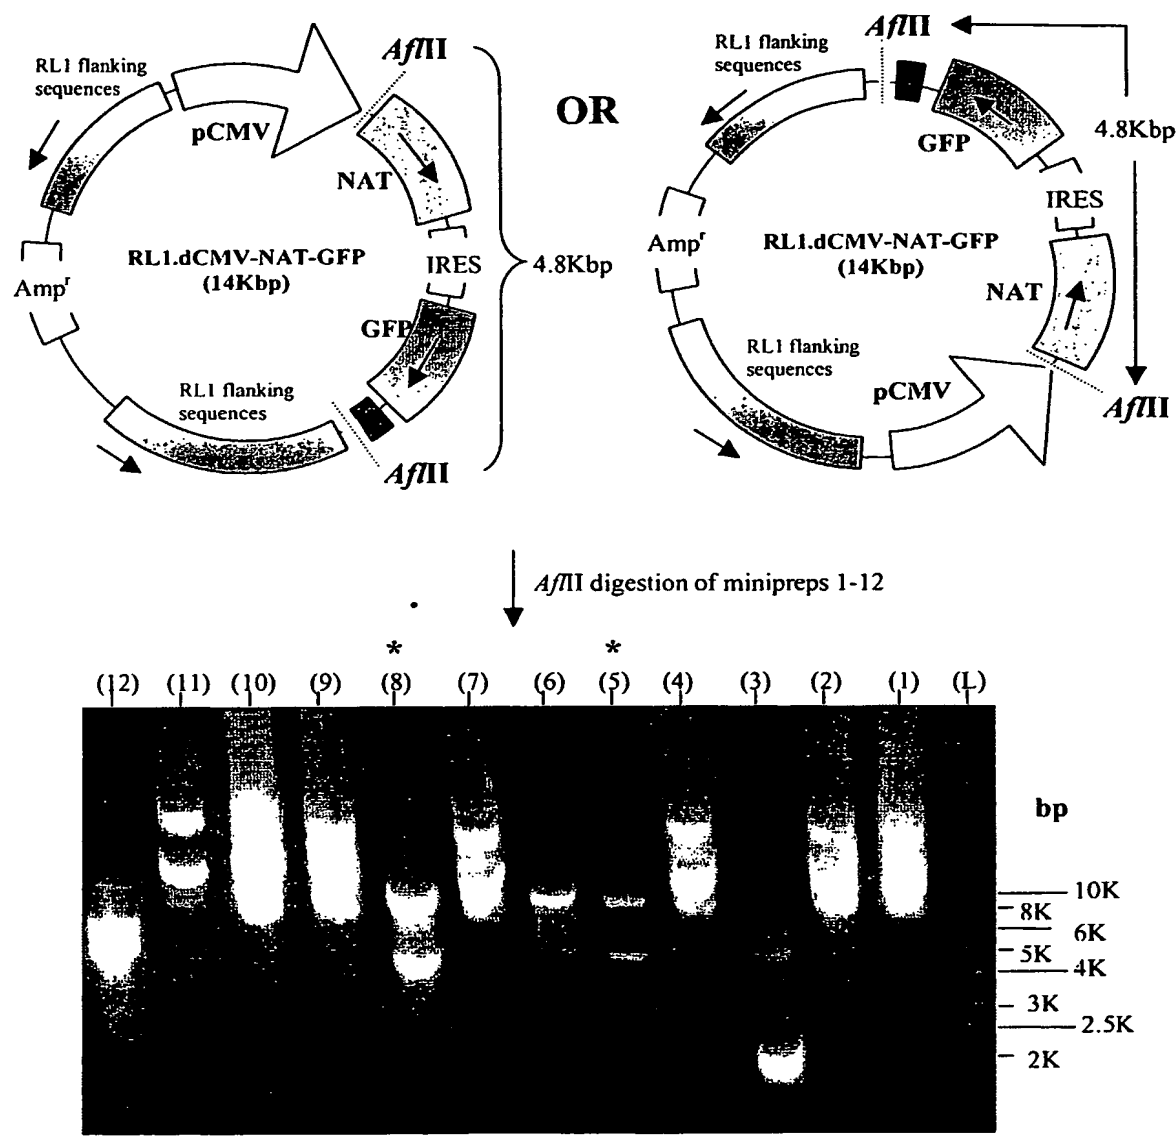 AflII
RL1 flanking
sequences
pCMV
NAT
RL1.dCMV-NAT-GFP
(14Kbp)
IRES
4.8Kbp
Ampr
GFP
RL1 flanking
sequences
AflII
OR
AflII
RL1 flanking
sequences
GFP
4.8Kbp
IRES
Ampr
RL1.dCMV-NAT-GFP
(14Kbp)
NAT
RL1 flanking
sequences
pCMV
AflII
AflII digestion of minipreps 1-12
* *
(12) (11) (10) (9) (8) (7) (6) (5) (4) (3) (2) (1) (L)
bp
10K
8K
6K
5K
4K
3K
2.5K
2K